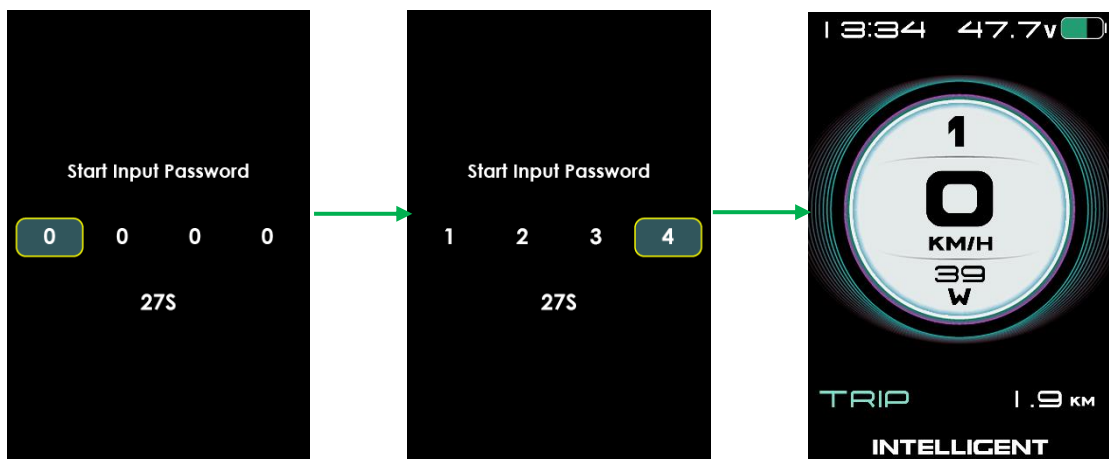 Start Input Password
0 0 0 0
27S
Start Input Password
1 2 3 4
27S
13:34 47.7V
1
0
KM/H
39
W
TRIP 1.9 KM
INTELLIGENT